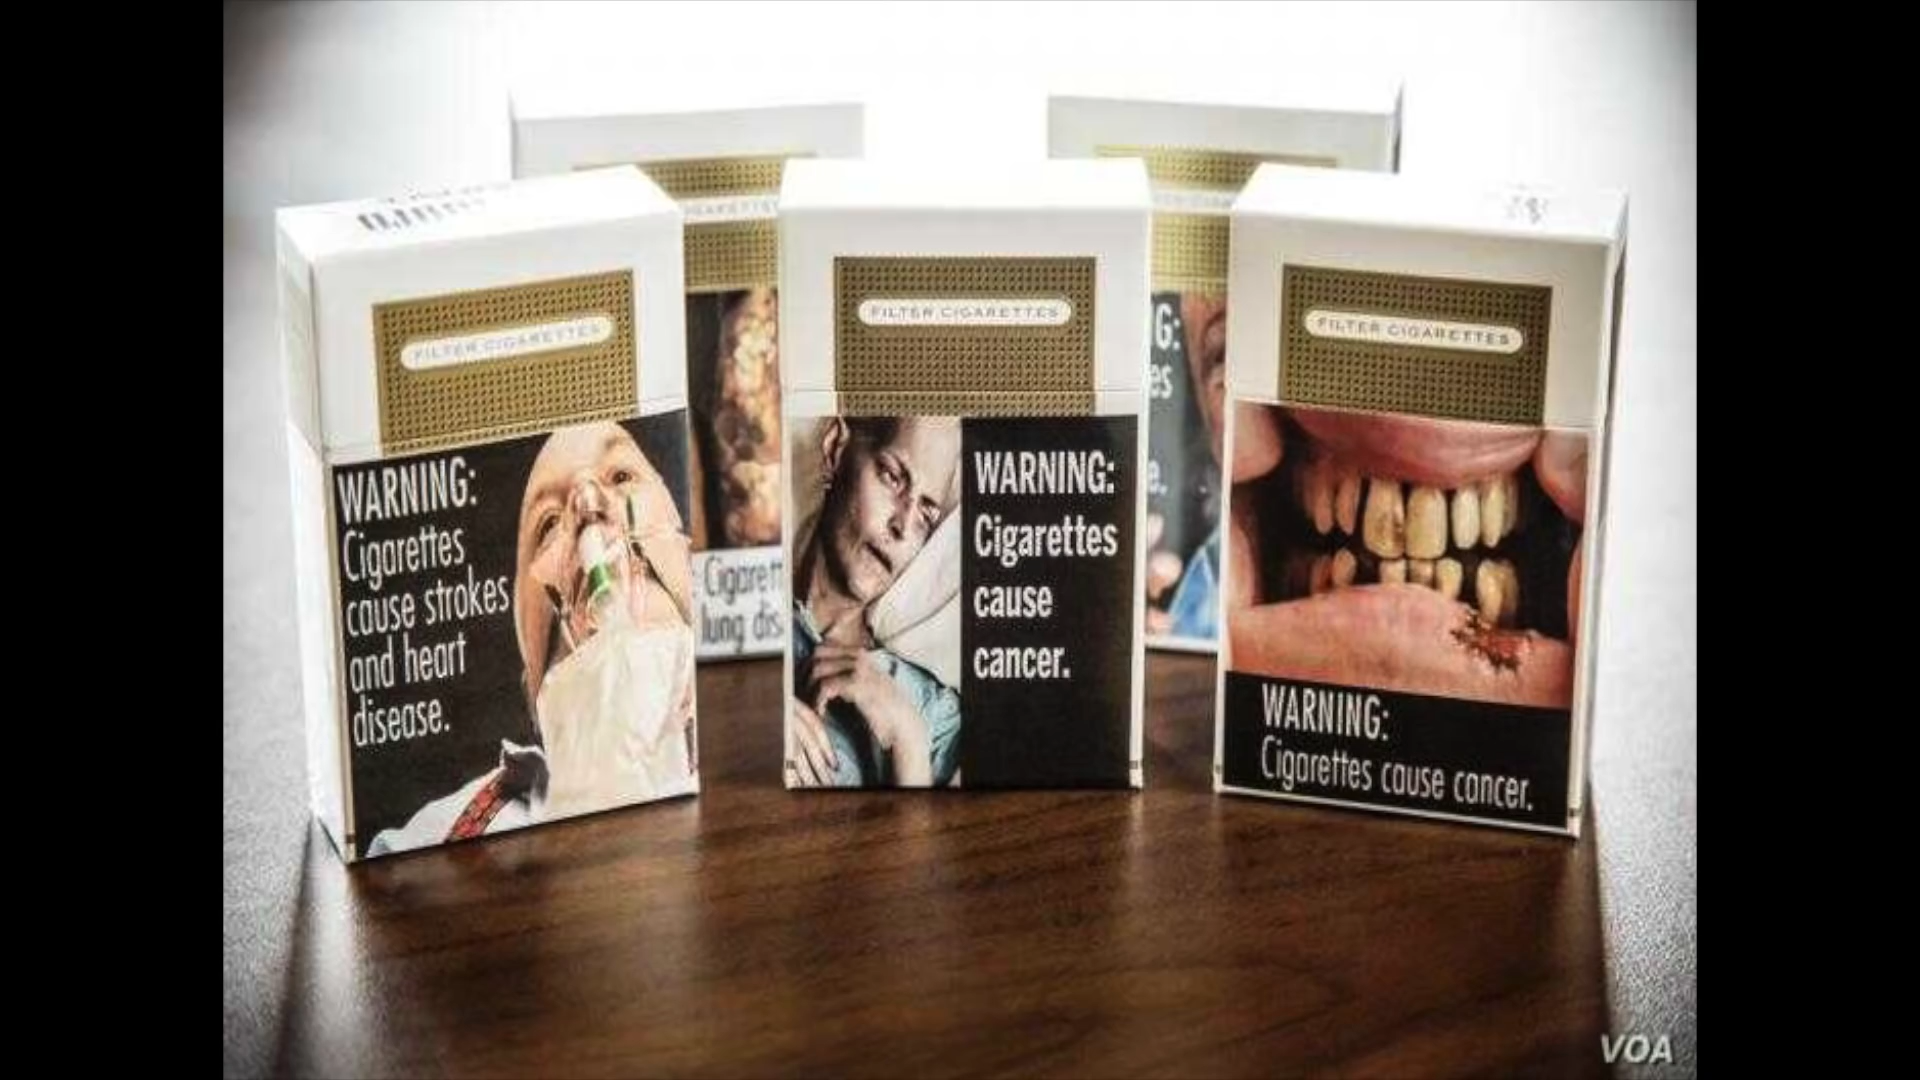 FILTER CIGARETTES
WARNING:
Cigarettes
cause strokes
and heart
disease.
lung
FILTER CIGARETTES
WARNING:
Cigarettes
cause
cancer.
FILTER CIGARETTES
WARNING:
Cigarettes cause cancer.
VOA